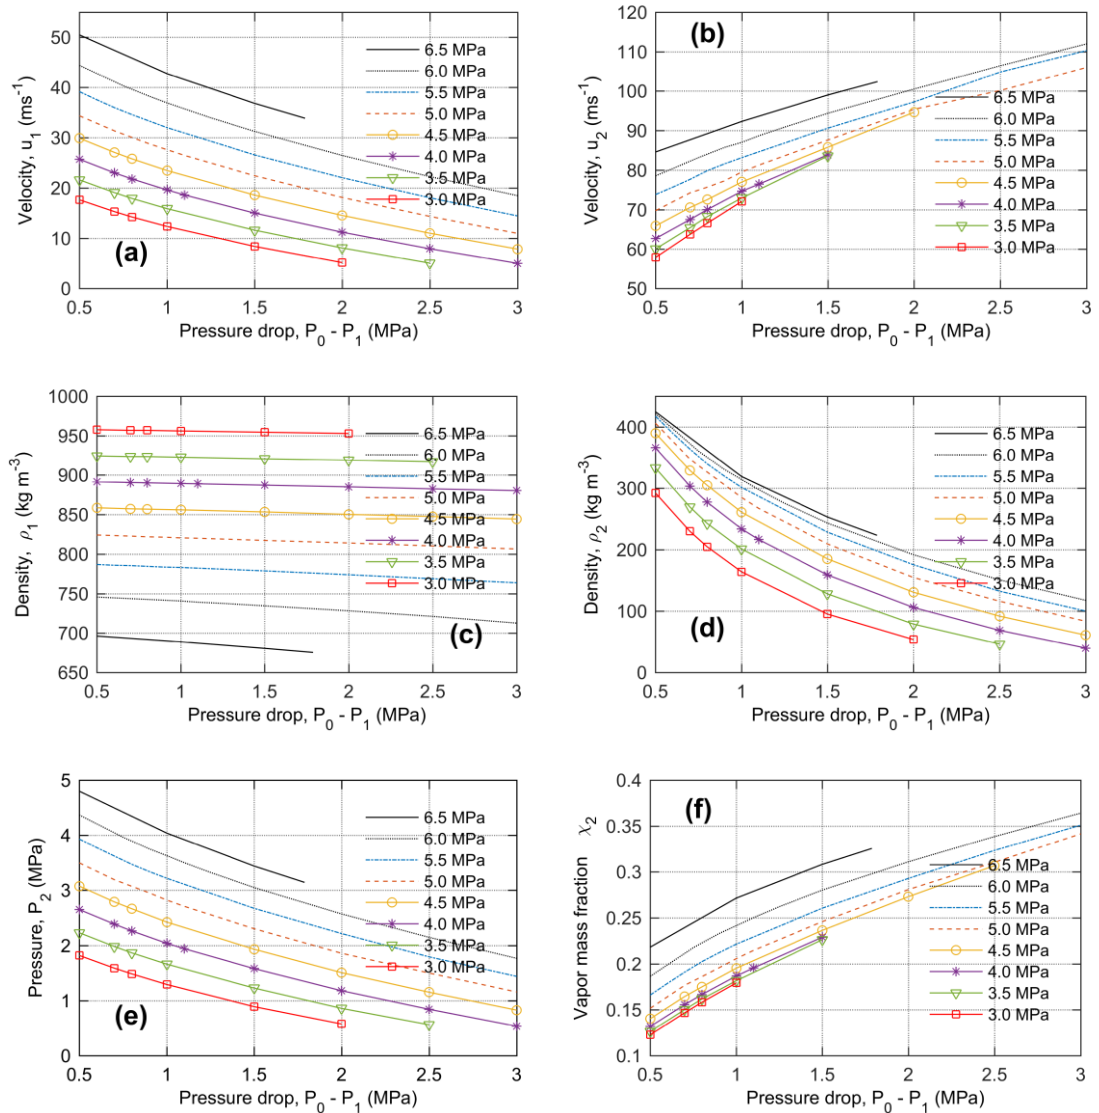 (a)
Velocity, u1 (ms-1)
50
40
30
20
10
0
0.5 1 1.5 2 2.5 3
Pressure drop, P0 - P1 (MPa)
6.5 MPa
6.0 MPa
5.5 MPa
5.0 MPa
4.5 MPa
4.0 MPa
3.5 MPa
3.0 MPa
(b)
Velocity, u2 (ms-1)
120
110
100
90
80
70
60
50
0.5 1 1.5 2 2.5 3
Pressure drop, P0 - P1 (MPa)
6.5 MPa
6.0 MPa
5.5 MPa
5.0 MPa
4.5 MPa
4.0 MPa
3.5 MPa
3.0 MPa
(c)
Density, ρ1 (kg m-3)
1000
950
900
850
800
750
700
650
0.5 1 1.5 2 2.5 3
Pressure drop, P0 - P1 (MPa)
6.5 MPa
6.0 MPa
5.5 MPa
5.0 MPa
4.5 MPa
4.0 MPa
3.5 MPa
3.0 MPa
(d)
Density, ρ2 (kg m-3)
400
300
200
100
0
0.5 1 1.5 2 2.5 3
Pressure drop, P0 - P1 (MPa)
6.5 MPa
6.0 MPa
5.5 MPa
5.0 MPa
4.5 MPa
4.0 MPa
3.5 MPa
3.0 MPa
(e)
Pressure, P2 (MPa)
5
4
3
2
1
0
0.5 1 1.5 2 2.5 3
Pressure drop, P0 - P1 (MPa)
6.5 MPa
6.0 MPa
5.5 MPa
5.0 MPa
4.5 MPa
4.0 MPa
3.5 MPa
3.0 MPa
(f)
Vapor mass fraction χ2
0.4
0.35
0.3
0.25
0.2
0.15
0.1
0.5 1 1.5 2 2.5 3
Pressure drop, P0 - P1 (MPa)
6.5 MPa
6.0 MPa
5.5 MPa
5.0 MPa
4.5 MPa
4.0 MPa
3.5 MPa
3.0 MPa